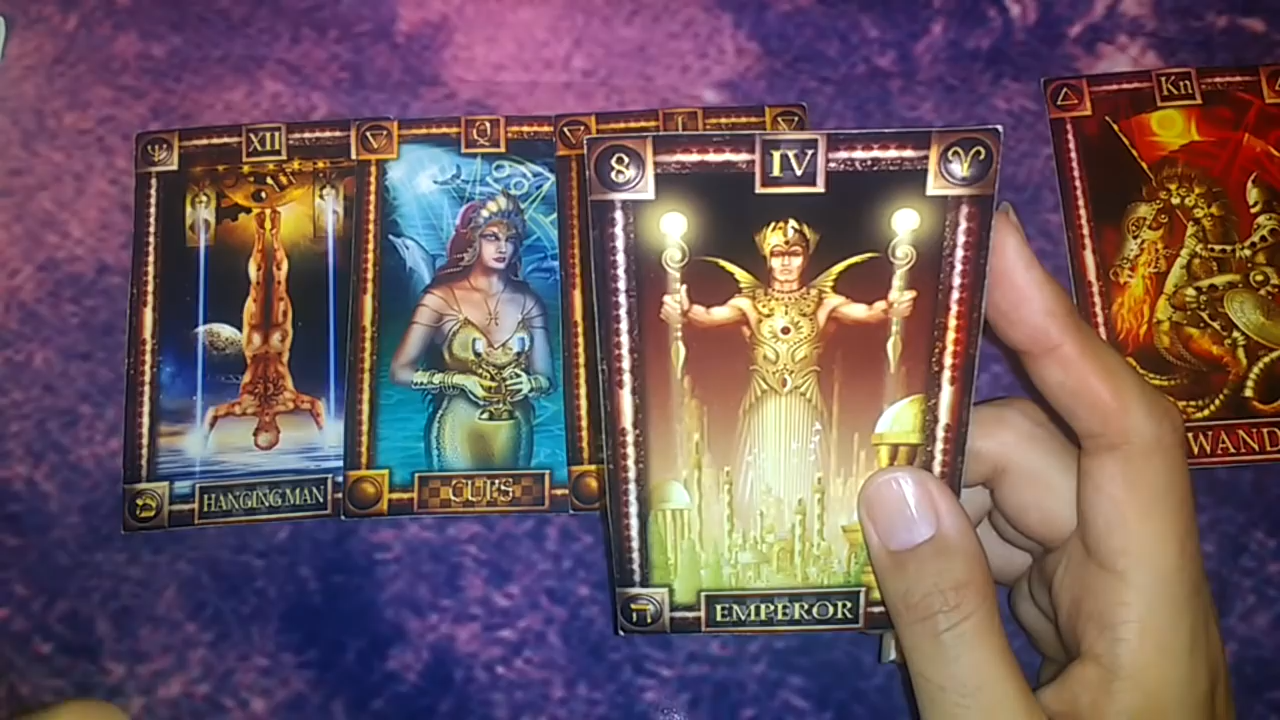 XII
HANGING MAN
Q
CUPS
8
IV
♈
ה
EMPEROR
Kn
WAND